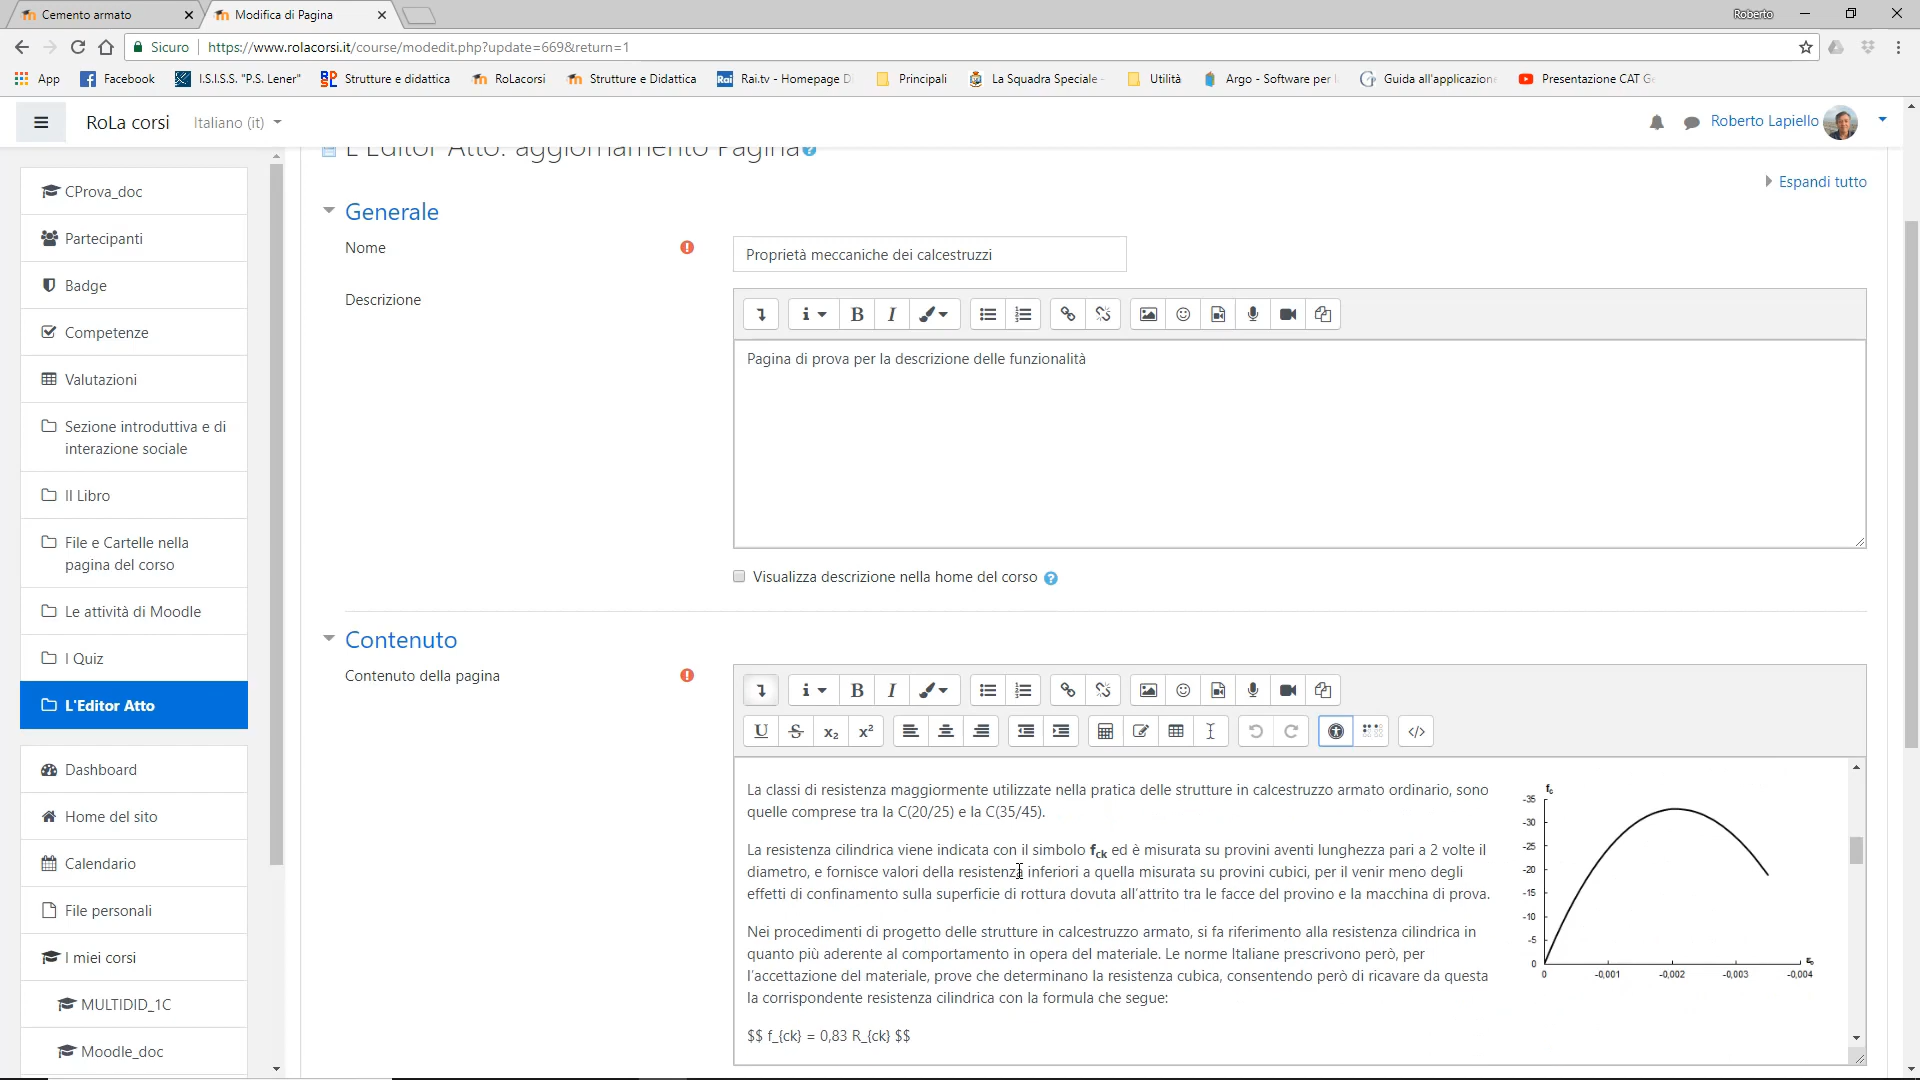 Cemento armato
Modifica di Pagina
Roberto
Sicuro
https://www.rolacorsi.it/course/modedit.php?update=669&return=1
App
Facebook
I.S.I.S.S. "P.S. Lener"
Strutture e didattica
RoLacorsi
Strutture e Didattica
Rai.tv - Homepage
Principali
La Squadra Speciale
Utilità
Argo - Software per
Guida all'applicazion
Presentazione CAT Ge
RoLa corsi
Italiano (it)
Roberto Lapiello
L'Editor Atto: aggiornamento Pagina
Espandi tutto
CProva_doc
Partecipanti
Badge
Competenze
Valutazioni
Sezione introduttiva e di
interazione sociale
Il Libro
File e Cartelle nella
pagina del corso
Le attività di Moodle
I Quiz
L'Editor Atto
Dashboard
Home del sito
Calendario
File personali
I miei corsi
MULTIDID_1C
Moodle_doc
Generale
Nome
Proprietà meccaniche dei calcestruzzi
Descrizione
Pagina di prova per la descrizione delle funzionalità
Visualizza descrizione nella home del corso
Contenuto
Contenuto della pagina
La classi di resistenza maggiormente utilizzate nella pratica delle strutture in calcestruzzo armato ordinario, sono
quelle comprese tra la C(20/25) e la C(35/45).
La resistenza cilindrica viene indicata con il simbolo fck ed è misurata su provini aventi lunghezza pari a 2 volte il
diametro, e fornisce valori della resistenza inferiori a quella misurata su provini cubici, per il venir meno degli
effetti di confinamento sulla superficie di rottura dovuta all'attrito tra le facce del provino e la macchina di prova.
Nei procedimenti di progetto delle strutture in calcestruzzo armato, si fa riferimento alla resistenza cilindrica in
quanto più aderente al comportamento in opera del materiale. Le norme Italiane prescrivono però, per
l'accettazione del materiale, prove che determinano la resistenza cubica, consentendo però di ricavare da questa
la corrispondente resistenza cilindrica con la formula che segue:
$$ f_{ck} = 0,83 R_{ck} $$
fc
-35
-30
-25
-20
-15
-10
-5
0
0 -0,001 -0,002 -0,003 -0,004